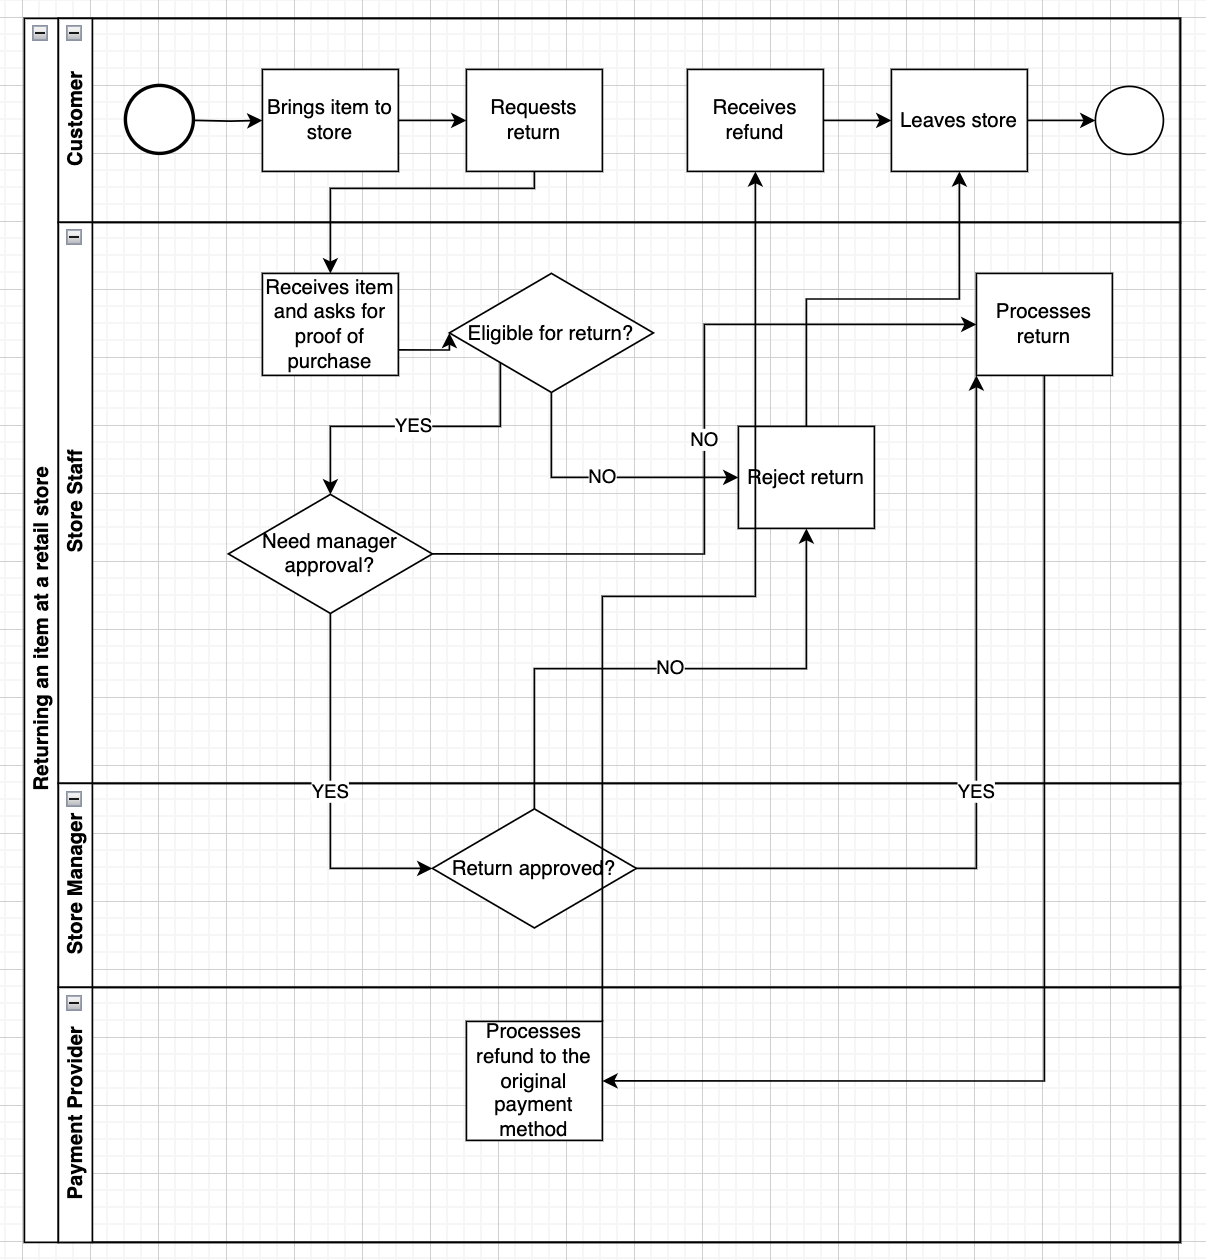 Returning an item at a retail store
Customer
Brings item to
store
Requests
return
Receives
refund
Leaves store
Store Staff
Receives item
and asks for
proof of
purchase
Eligible for return?
Processes
return
YES
NO
NO
Reject return
Need manager
approval?
NO
YES
YES
Store Manager
Return approved?
Payment Provider
Processes
refund to the
original
payment
method